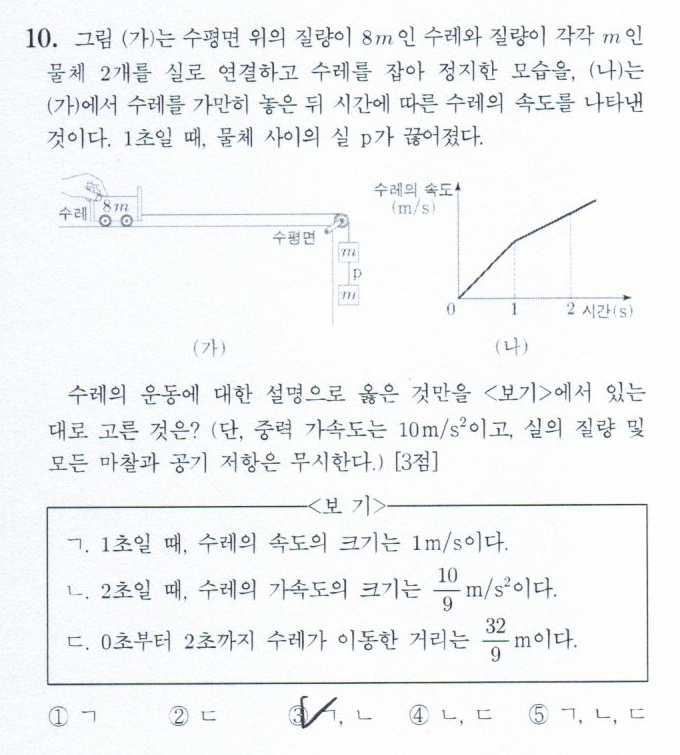 10. 그림 (가)는 수평면 위의 질량이 8m인 수레와 질량이 각각 m인
물체 2개를 실로 연결하고 수레를 잡아 정지한 모습을, (나)는
(가)에서 수레를 가만히 놓은 뒤 시간에 따른 수레의 속도를 나타낸
것이다. 1초일 때, 물체 사이의 실 p가 끊어졌다.
수레
8m
수평면
m
p
m
(가)
수레의 속도
(m/s)
0 1 2 시간(s)
(나)
수레의 운동에 대한 설명으로 옳은 것만을 <보기>에서 있는
대로 고른 것은? (단, 중력 가속도는 10m/s²이고, 실의 질량 및
모든 마찰과 공기 저항은 무시한다.) [3점]
<보 기>
ㄱ. 1초일 때, 수레의 속도의 크기는 1m/s이다.
ㄴ. 2초일 때, 수레의 가속도의 크기는 10/9 m/s²이다.
ㄷ. 0초부터 2초까지 수레가 이동한 거리는 32/9 m이다.
① ㄱ ② ㄷ ③ ㄱ, ㄴ ④ ㄴ, ㄷ ⑤ ㄱ, ㄴ, ㄷ